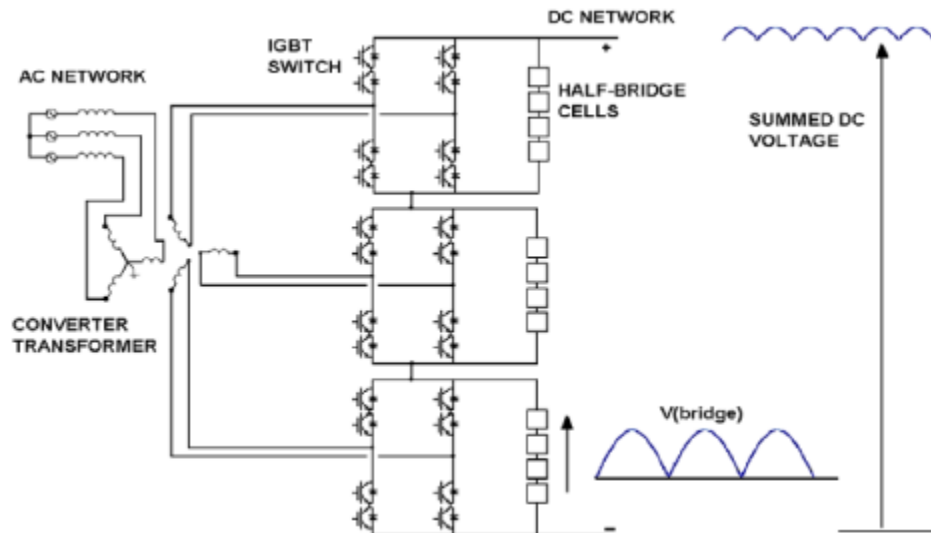 DC NETWORK
+
IGBT
SWITCH
AC NETWORK
HALF-BRIDGE
CELLS
SUMMED DC
VOLTAGE
CONVERTER
TRANSFORMER
V(bridge)
−